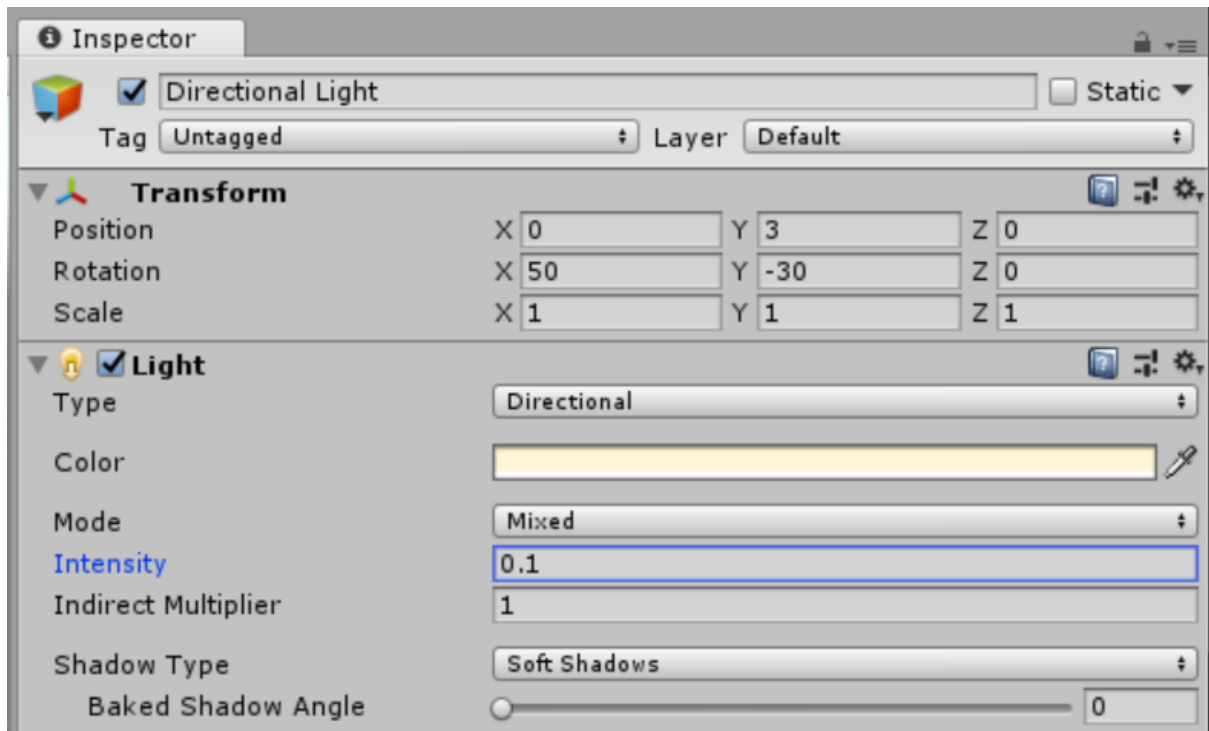 Inspector
Directional Light Static
Tag Untagged Layer Default
Transform
Position X 0 Y 3 Z 0
Rotation X 50 Y -30 Z 0
Scale X 1 Y 1 Z 1
Light
Type Directional
Color
Mode Mixed
Intensity 0.1
Indirect Multiplier 1
Shadow Type Soft Shadows
Baked Shadow Angle 0